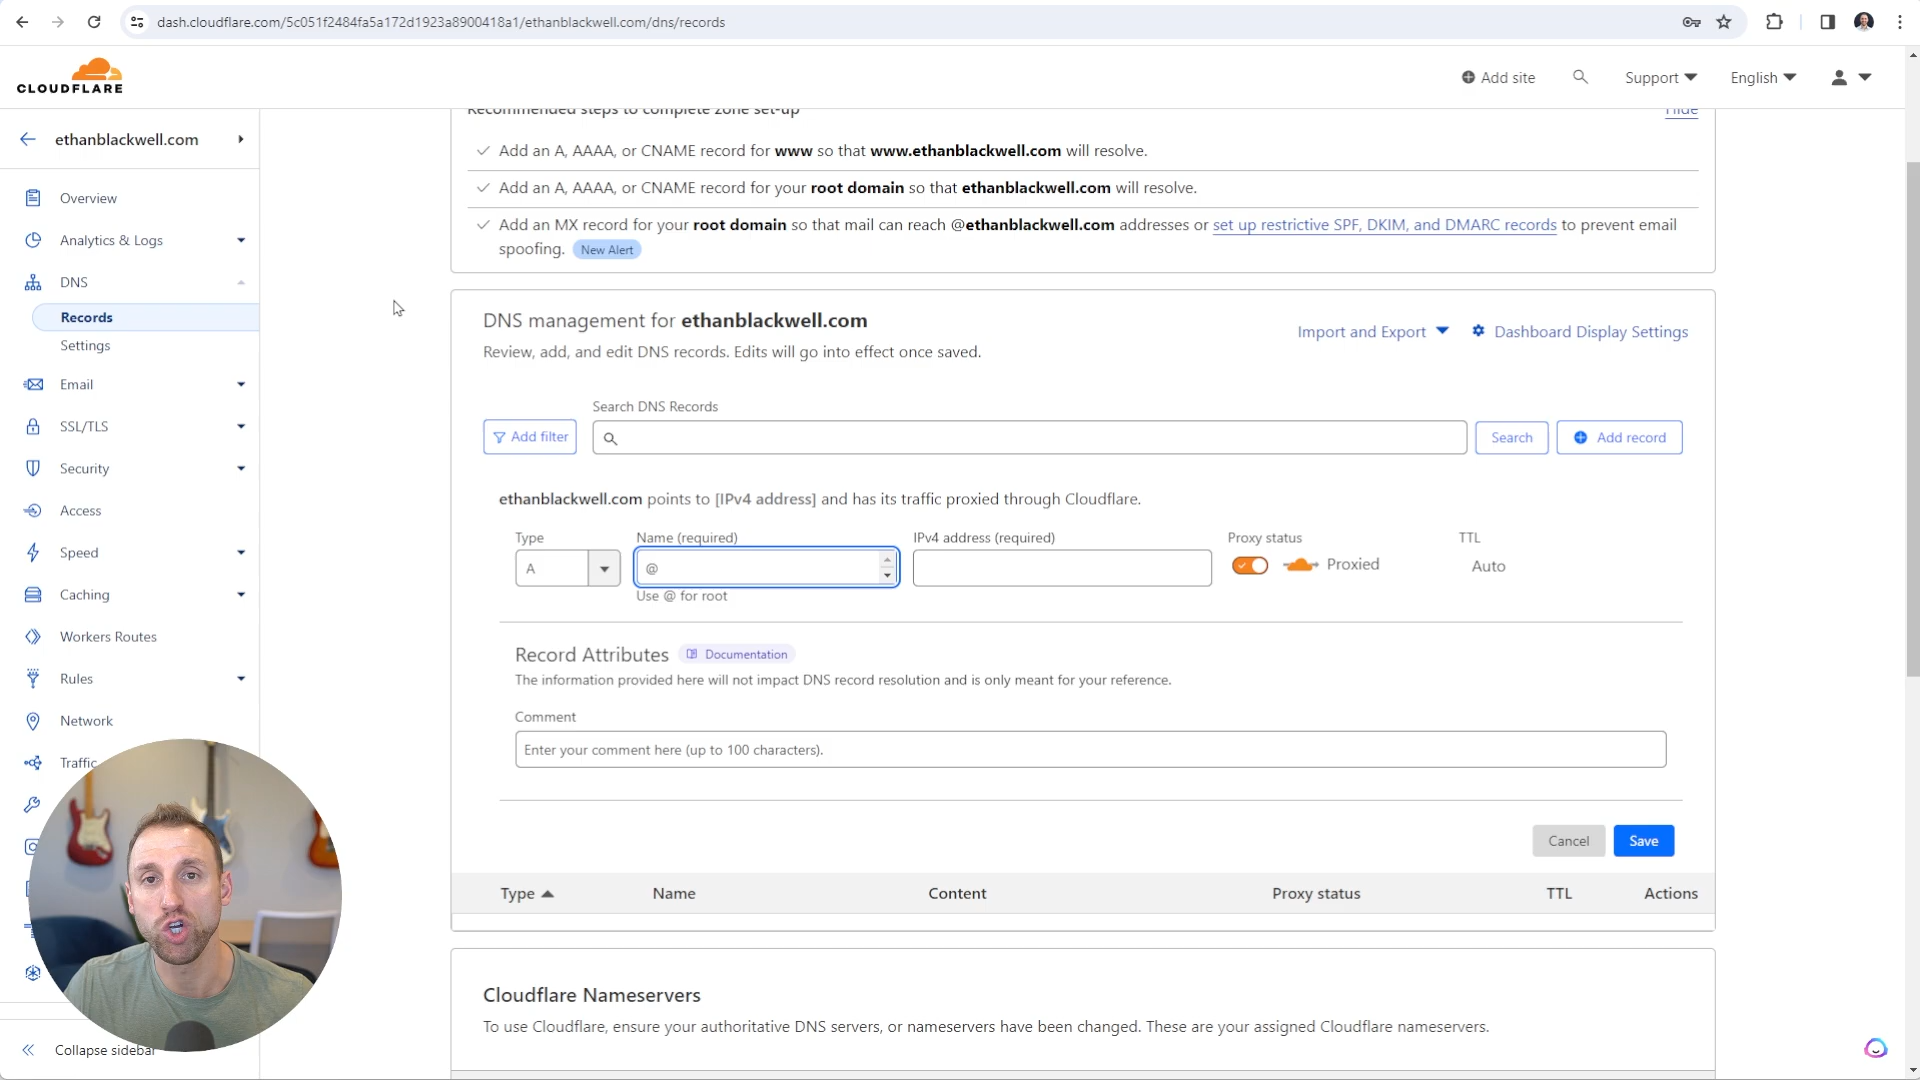 dash.cloudflare.com/5c051f2484fa5a172d1923a8900418a1/ethanblackwell.com/dns/records
CLOUDFLARE
Add site
Support
English
ethanblackwell.com
Overview
Analytics & Logs
DNS
Records
Settings
Email
SSL/TLS
Security
Access
Speed
Caching
Workers Routes
Rules
Network
Traffic
Collapse sidebar
Recommended steps to complete zone set-up
Hide
Add an A, AAAA, or CNAME record for www so that www.ethanblackwell.com will resolve.
Add an A, AAAA, or CNAME record for your root domain so that ethanblackwell.com will resolve.
Add an MX record for your root domain so that mail can reach @ethanblackwell.com addresses or set up restrictive SPF, DKIM, and DMARC records to prevent email
spoofing. New Alert
DNS management for ethanblackwell.com
Import and Export
Dashboard Display Settings
Review, add, and edit DNS records. Edits will go into effect once saved.
Search DNS Records
Add filter
Search
Add record
ethanblackwell.com points to [IPv4 address] and has its traffic proxied through Cloudflare.
Type
Name (required)
IPv4 address (required)
Proxy status
TTL
A
@
Proxied
Auto
Use @ for root
Record Attributes
Documentation
The information provided here will not impact DNS record resolution and is only meant for your reference.
Comment
Enter your comment here (up to 100 characters).
Cancel
Save
Type
Name
Content
Proxy status
TTL
Actions
Cloudflare Nameservers
To use Cloudflare, ensure your authoritative DNS servers, or nameservers have been changed. These are your assigned Cloudflare nameservers.